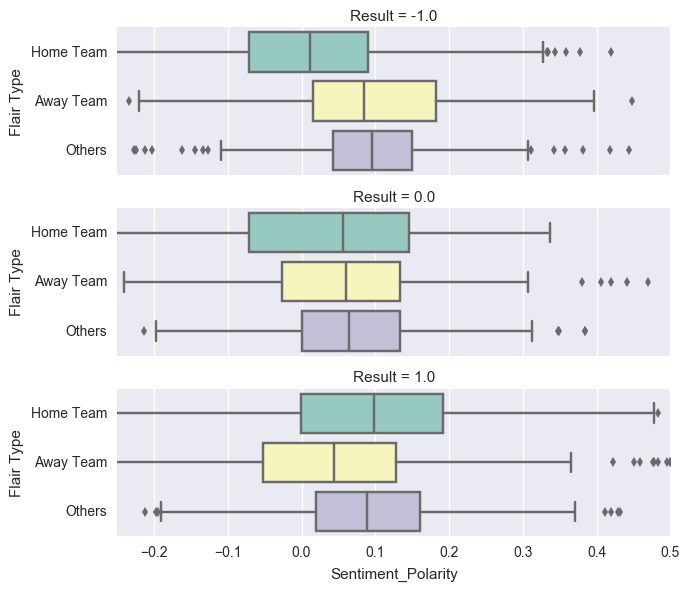 Result = -1.0
Flair Type
Home Team
Away Team
Others
Result = 0.0
Flair Type
Home Team
Away Team
Others
Result = 1.0
Flair Type
Home Team
Away Team
Others
−0.2 −0.1 0.0 0.1 0.2 0.3 0.4 0.5
Sentiment_Polarity